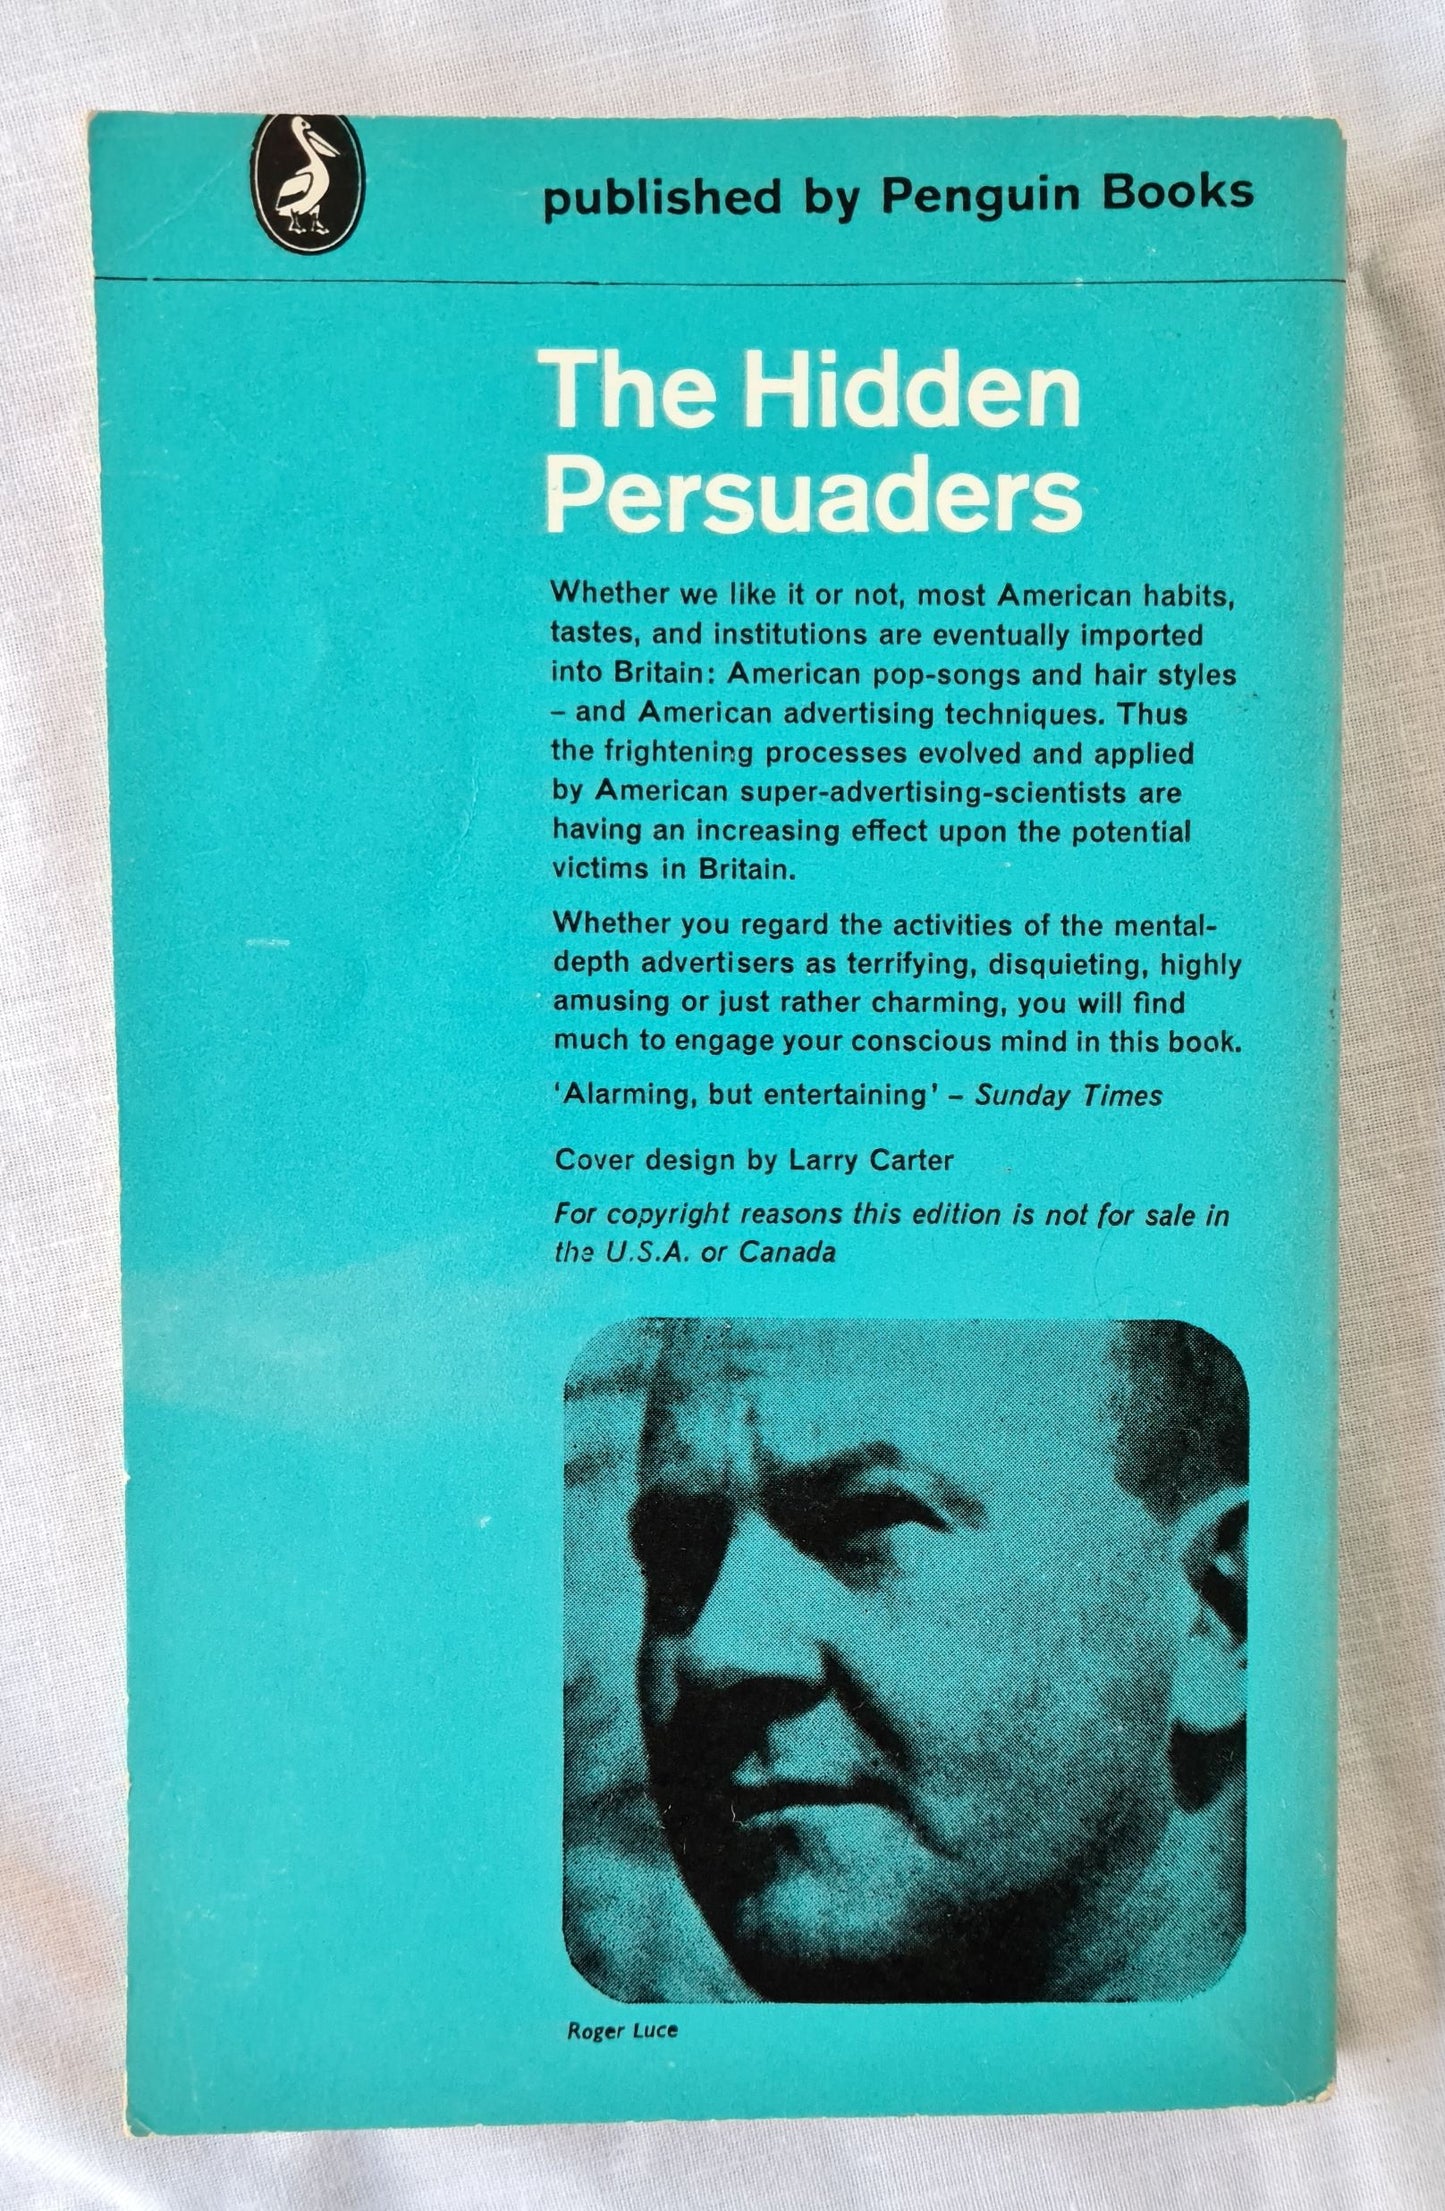 published by Penguin Books
The Hidden
Persuaders
Whether we like it or not, most American habits,
tastes, and institutions are eventually imported
into Britain: American pop-songs and hair styles
– and American advertising techniques. Thus
the frightening processes evolved and applied
by American super-advertising-scientists are
having an increasing effect upon the potential
victims in Britain.
Whether you regard the activities of the mental-
depth advertisers as terrifying, disquieting, highly
amusing or just rather charming, you will find
much to engage your conscious mind in this book.
‘Alarming, but entertaining’ – Sunday Times
Cover design by Larry Carter
For copyright reasons this edition is not for sale in
the U.S.A. or Canada
Roger Luce